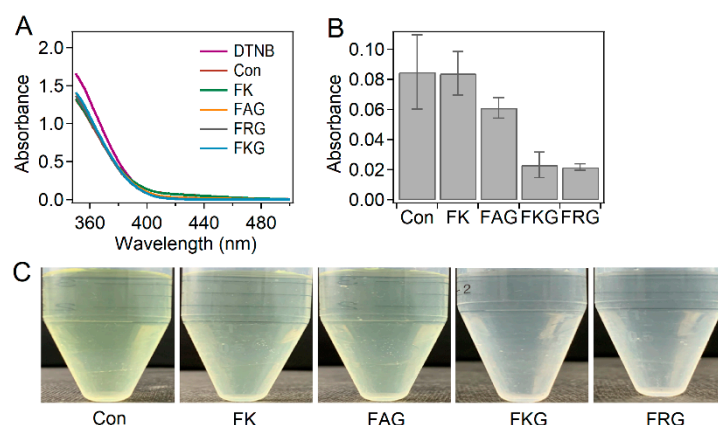 A
2.0
1.5
1.0
0.5
0.0
Absorbance
360 400 440 480
Wavelength (nm)
DTNB
Con
FK
FAG
FRG
FKG
B
0.10
0.08
0.06
0.04
0.02
0.00
Absorbance
Con FK FAG FKG FRG
C
- 2
Con FK FAG FKG FRG